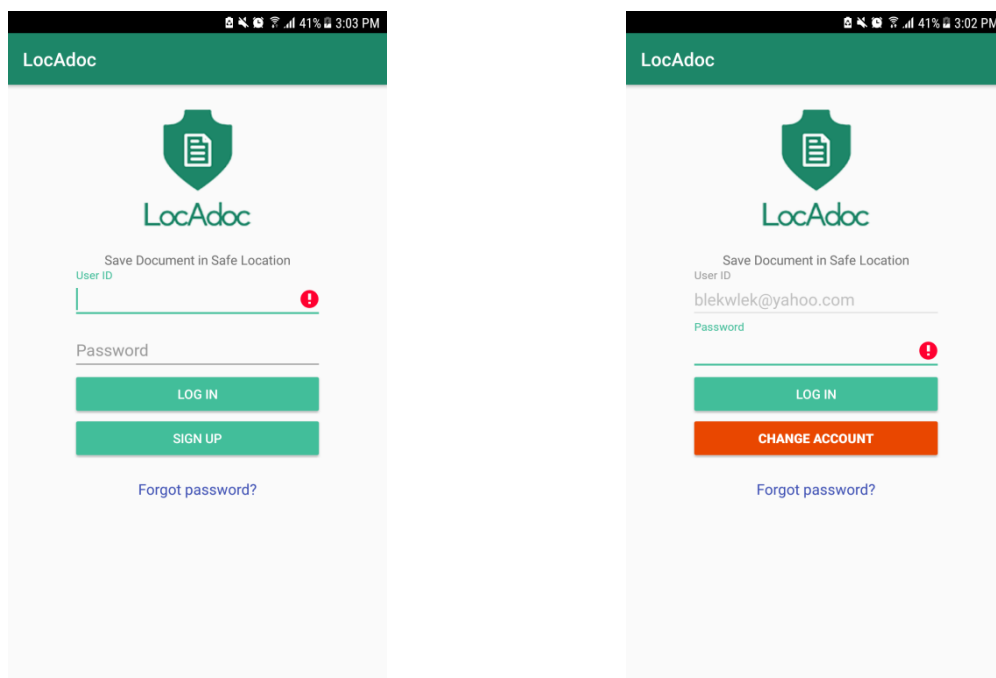 41% 3:03 PM
LocAdoc
LocAdoc
Save Document in Safe Location
User ID
Password
LOG IN
SIGN UP
Forgot password?
41% 3:02 PM
LocAdoc
LocAdoc
Save Document in Safe Location
User ID
blekwlek@yahoo.com
Password
LOG IN
CHANGE ACCOUNT
Forgot password?